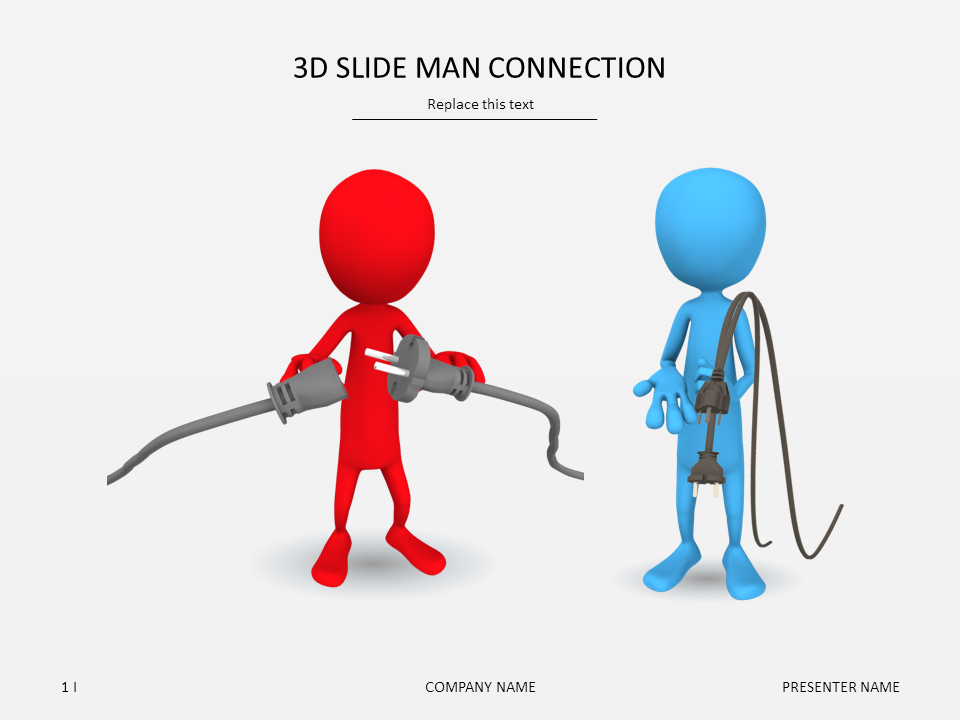 3D SLIDE MAN CONNECTION
Replace this text
1 I
COMPANY NAME
PRESENTER NAME